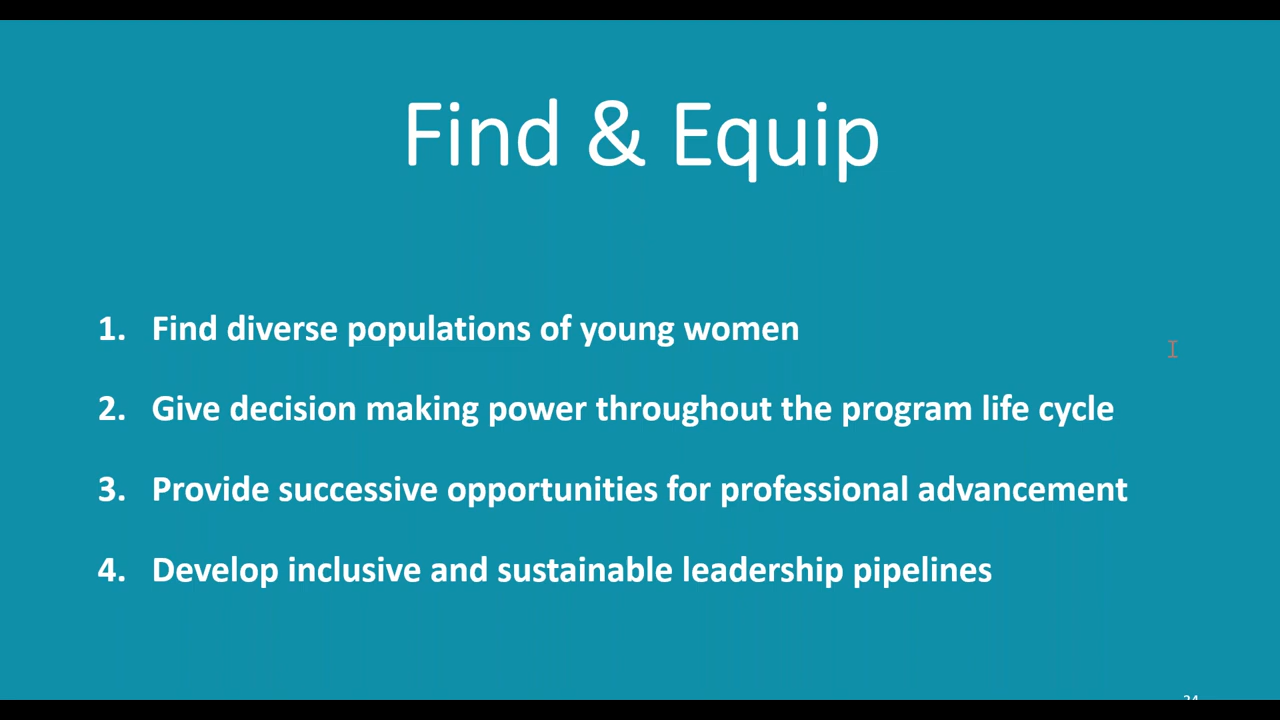 Find & Equip
1. Find diverse populations of young women
2. Give decision making power throughout the program life cycle
3. Provide successive opportunities for professional advancement
4. Develop inclusive and sustainable leadership pipelines